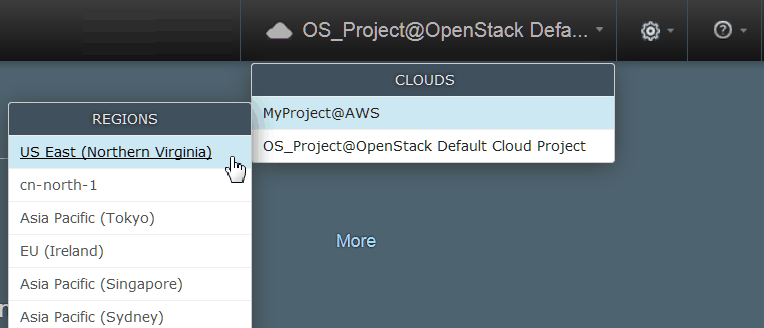 OS_Project@OpenStack Defa...
CLOUDS
MyProject@AWS
OS_Project@OpenStack Default Cloud Project
REGIONS
US East (Northern Virginia)
cn-north-1
Asia Pacific (Tokyo)
EU (Ireland)
Asia Pacific (Singapore)
Asia Pacific (Sydney)
More